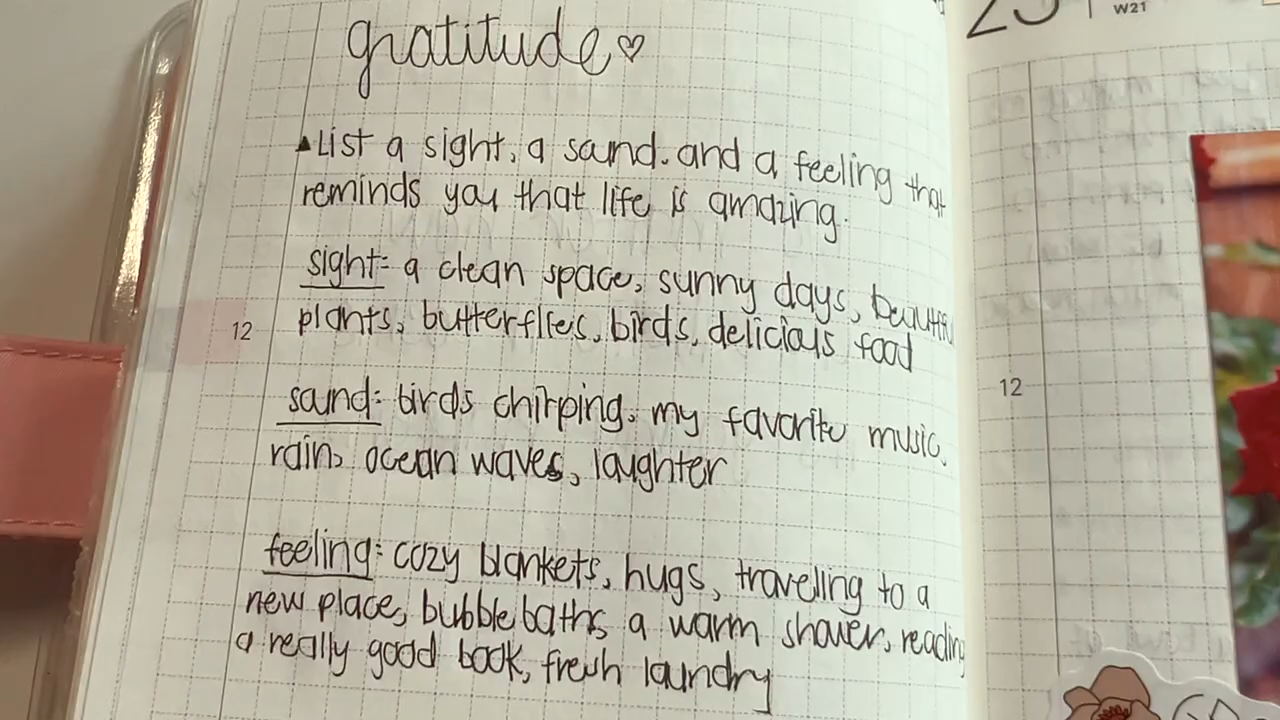 gratitude♡
▲List a sight, a sound, and a feeling that
reminds you that life is amazing.
sight: a clean space, sunny days, beautiful
plants, butterflies, birds, delicious food
12
sound: birds chirping, my favorite music,
rain, ocean waves, laughter
feeling: cozy blankets, hugs, traveling to a
new place, bubble baths, a warm shower, reading
a really good book, fresh laundry
W21
12